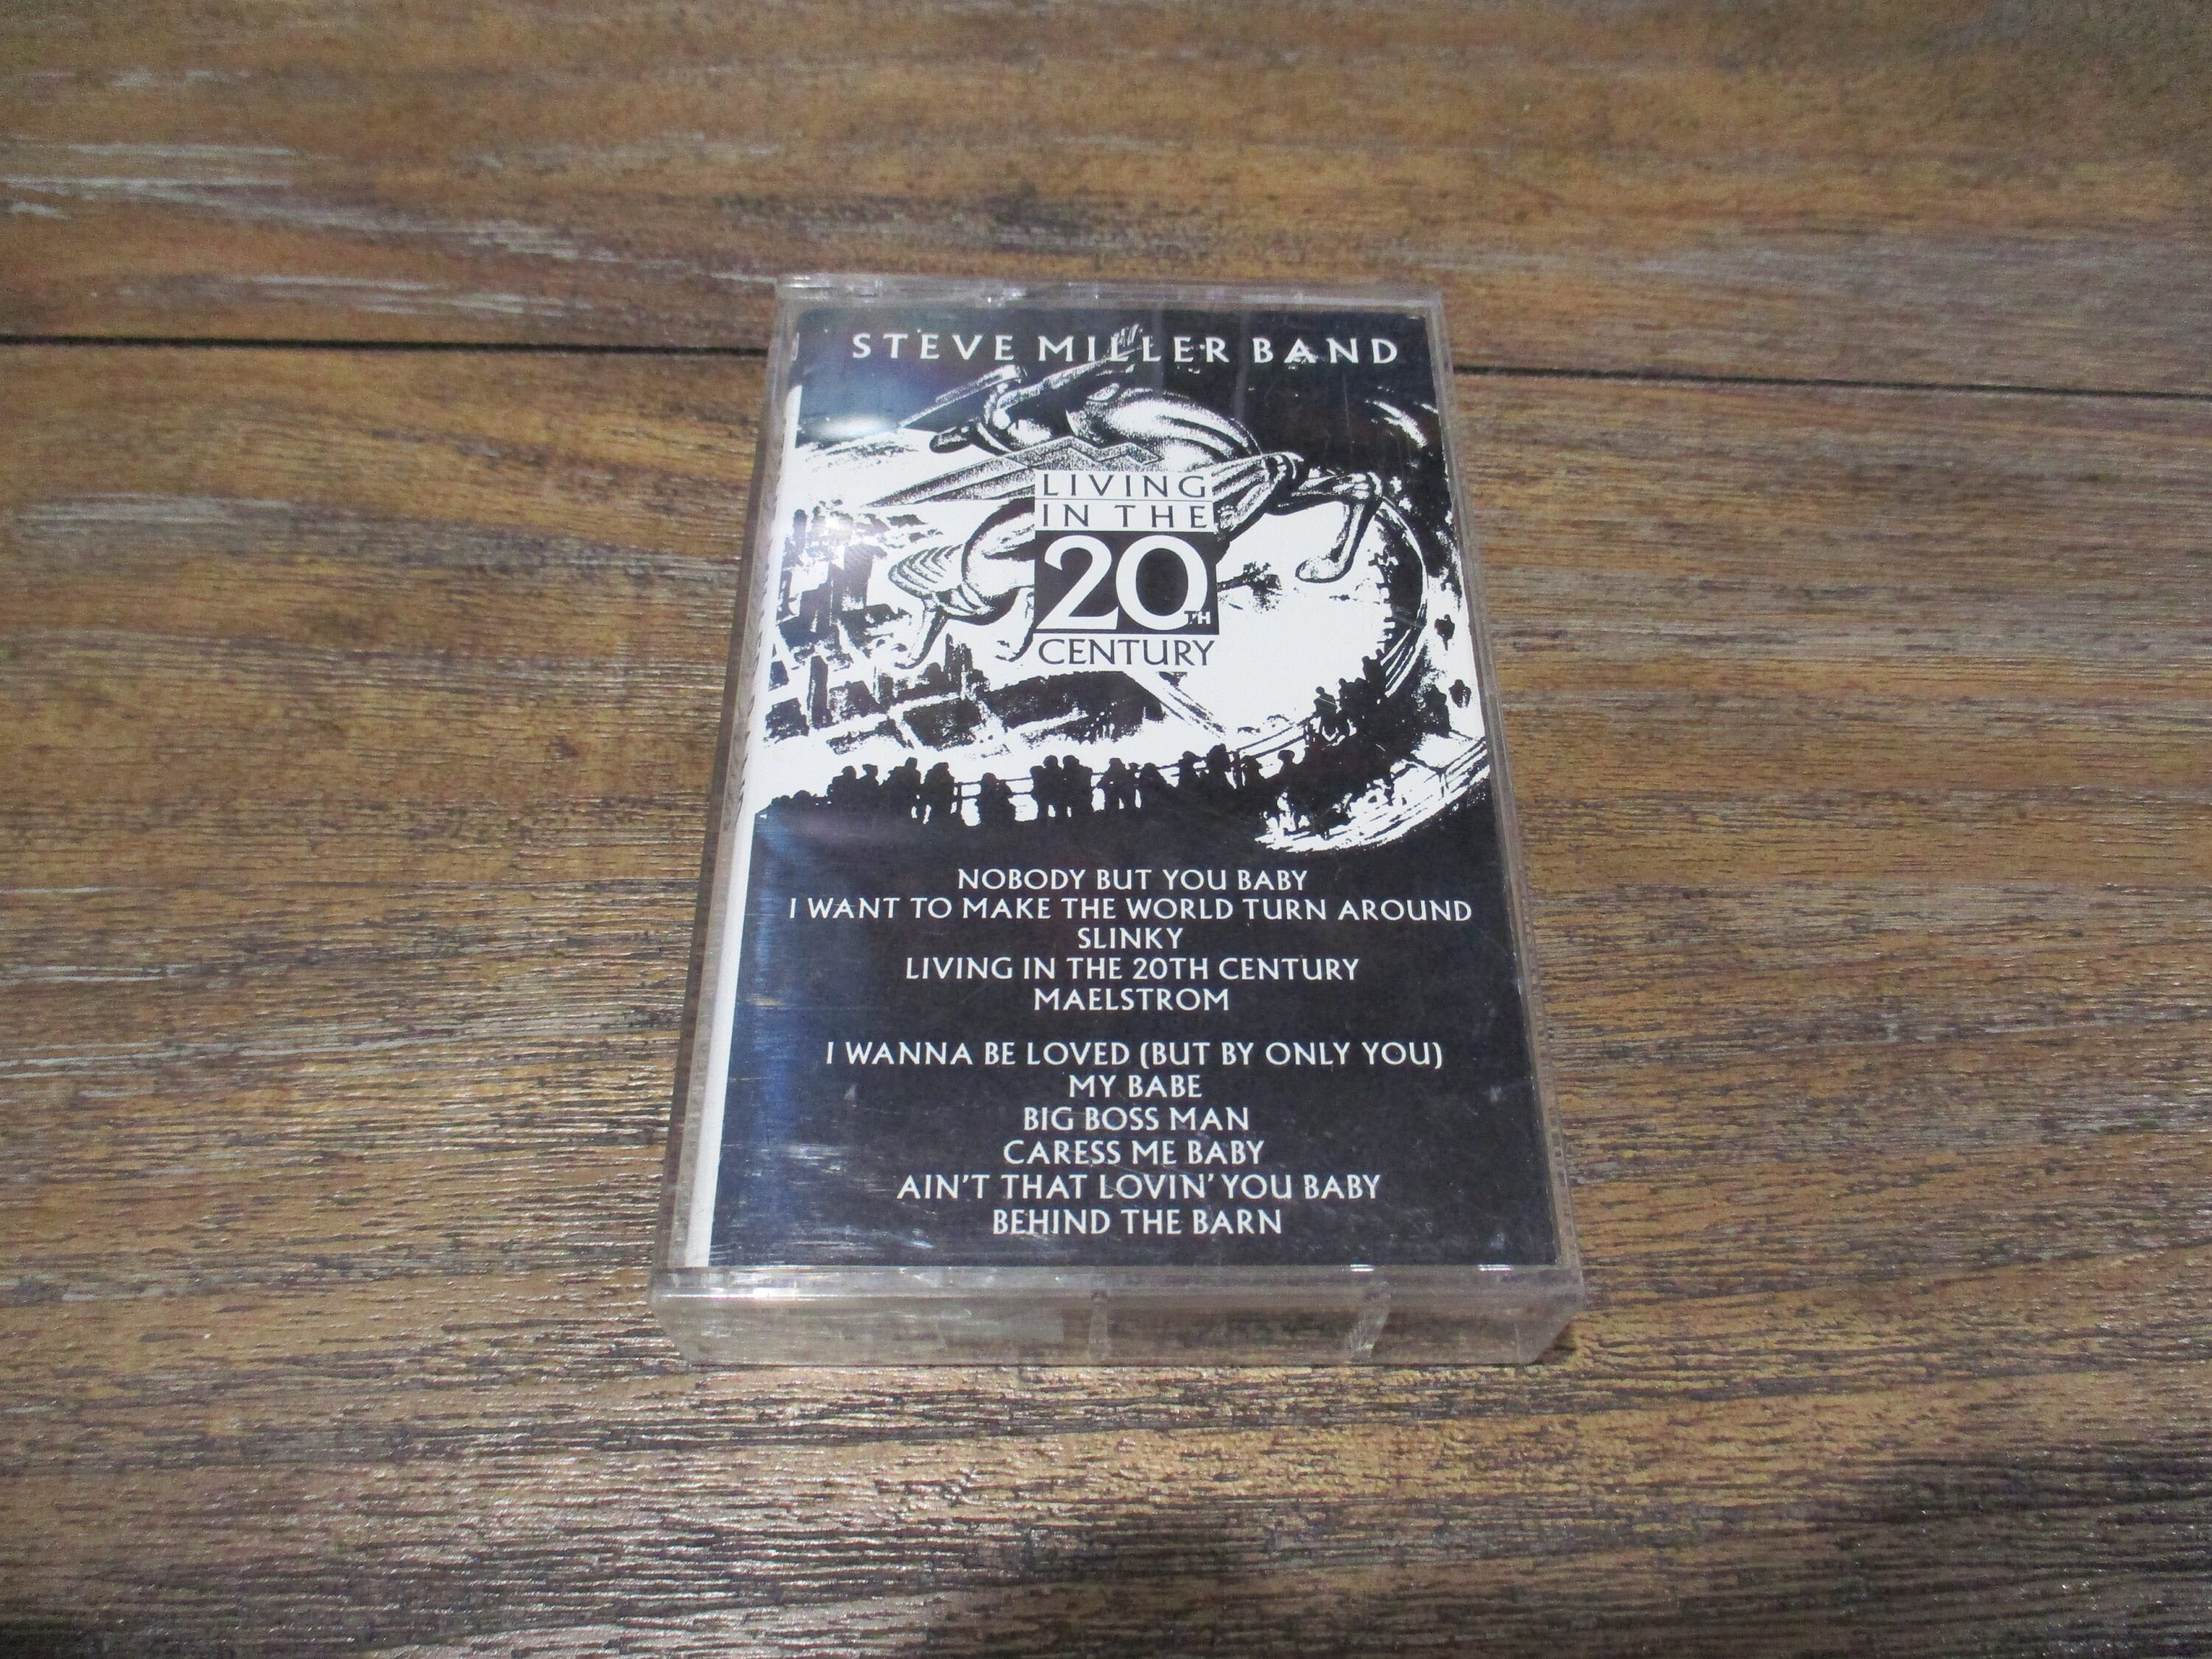 STEVE MILLER BAND
LIVING
IN THE
20TH
CENTURY
NOBODY BUT YOU BABY
I WANT TO MAKE THE WORLD TURN AROUND
SLINKY
LIVING IN THE 20TH CENTURY
MAELSTROM
I WANNA BE LOVED (BUT BY ONLY YOU)
MY BABE
BIG BOSS MAN
CARESS ME BABY
AIN'T THAT LOVIN' YOU BABY
BEHIND THE BARN